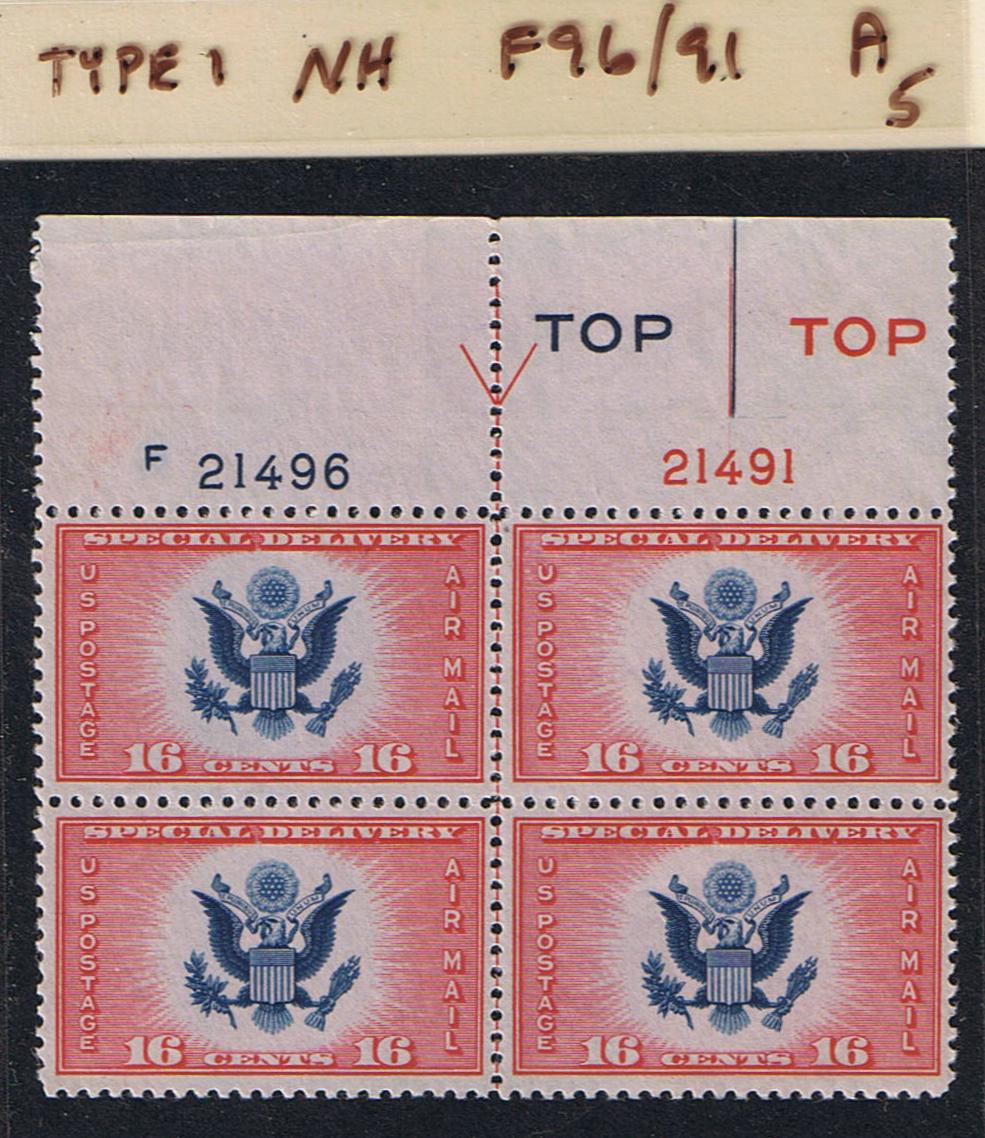 TYPE 1 NH F96/91 A5
TOP TOP
F 21496 21491
SPECIAL DELIVERY SPECIAL DELIVERY
US POSTAGE AIR MAIL US POSTAGE AIR MAIL
16 CENTS 16 16 CENTS 16
SPECIAL DELIVERY SPECIAL DELIVERY
US POSTAGE AIR MAIL US POSTAGE AIR MAIL
16 CENTS 16 16 CENTS 16